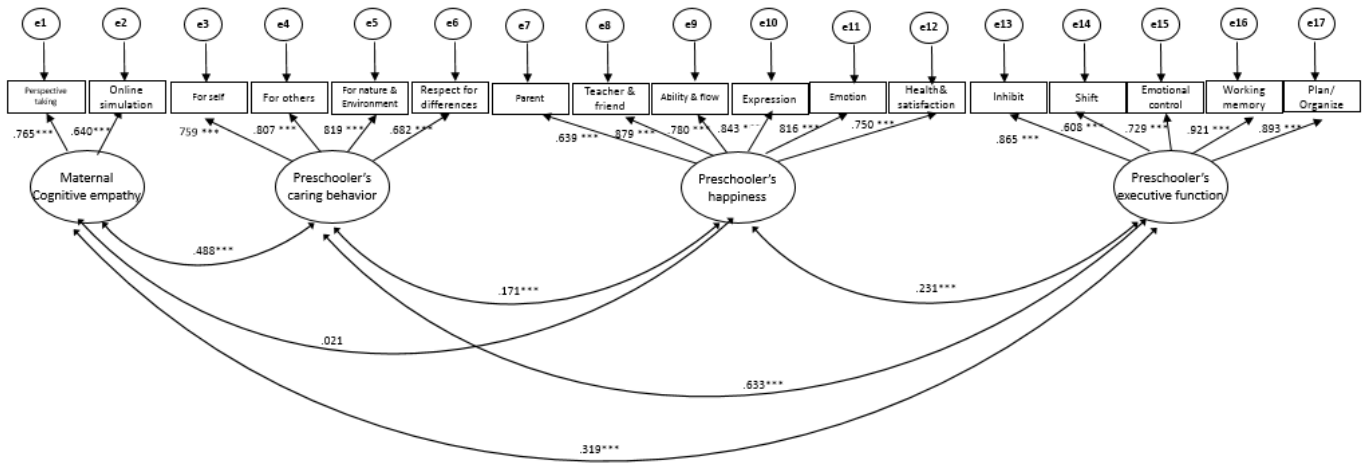 e1 e2 e3 e4 e5 e6 e7 e8 e9 e10 e11 e12 e13 e14 e15 e16 e17
Perspective
taking
Online
simulation
For self
For others
For nature &
Environment
Respect for
differences
Parent
Teacher &
friend
Ability & flow
Expression
Emotion
Health&
satisfaction
Inhibit
Shift
Emotional
control
Working
memory
Plan/
Organize
.765***
.640***
759 ***
.807 ***
819 ***
.682 ***
.639 ***
879 ***
.780 ***
.843 ***
816 ***
.750 ***
.865 ***
.608 ***
.729 ***
.921 ***
.893 ***
Maternal
Cognitive empathy
Preschooler's
caring behavior
Preschooler's
happiness
Preschooler's
executive function
.488***
.171***
.231***
.021
.633***
.319***